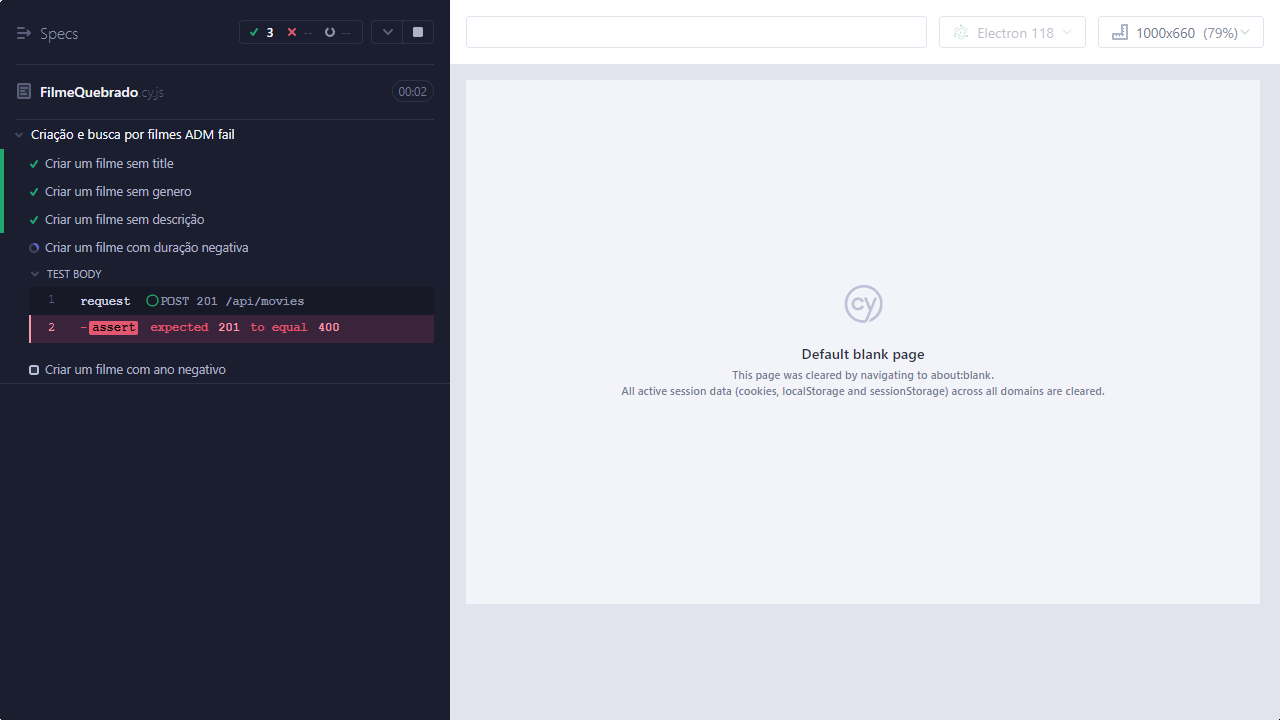 Specs
3
--
--
FilmeQuebrado.cy.js
00:02
Criação e busca por filmes ADM fail
Criar um filme sem title
Criar um filme sem genero
Criar um filme sem descrição
Criar um filme com duração negativa
TEST BODY
1 request POST 201 /api/movies
2 -assert expected 201 to equal 400
Criar um filme com ano negativo
Electron 118
1000x660 (79%)
cy
Default blank page
This page was cleared by navigating to about:blank.
All active session data (cookies, localStorage and sessionStorage) across all domains are cleared.